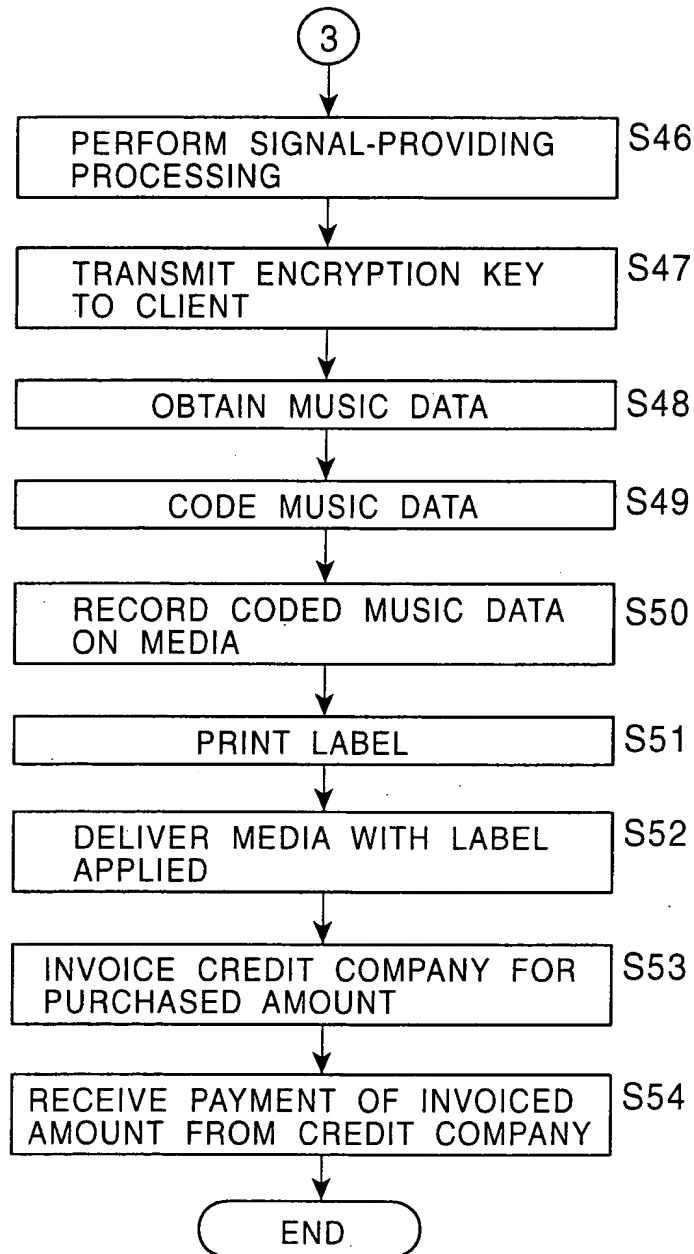 3
PERFORM SIGNAL-PROVIDING
PROCESSING
S46
TRANSMIT ENCRYPTION KEY
TO CLIENT
S47
OBTAIN MUSIC DATA
S48
CODE MUSIC DATA
S49
RECORD CODED MUSIC DATA
ON MEDIA
S50
PRINT LABEL
S51
DELIVER MEDIA WITH LABEL
APPLIED
S52
INVOICE CREDIT COMPANY FOR
PURCHASED AMOUNT
S53
RECEIVE PAYMENT OF INVOICED
AMOUNT FROM CREDIT COMPANY
S54
END